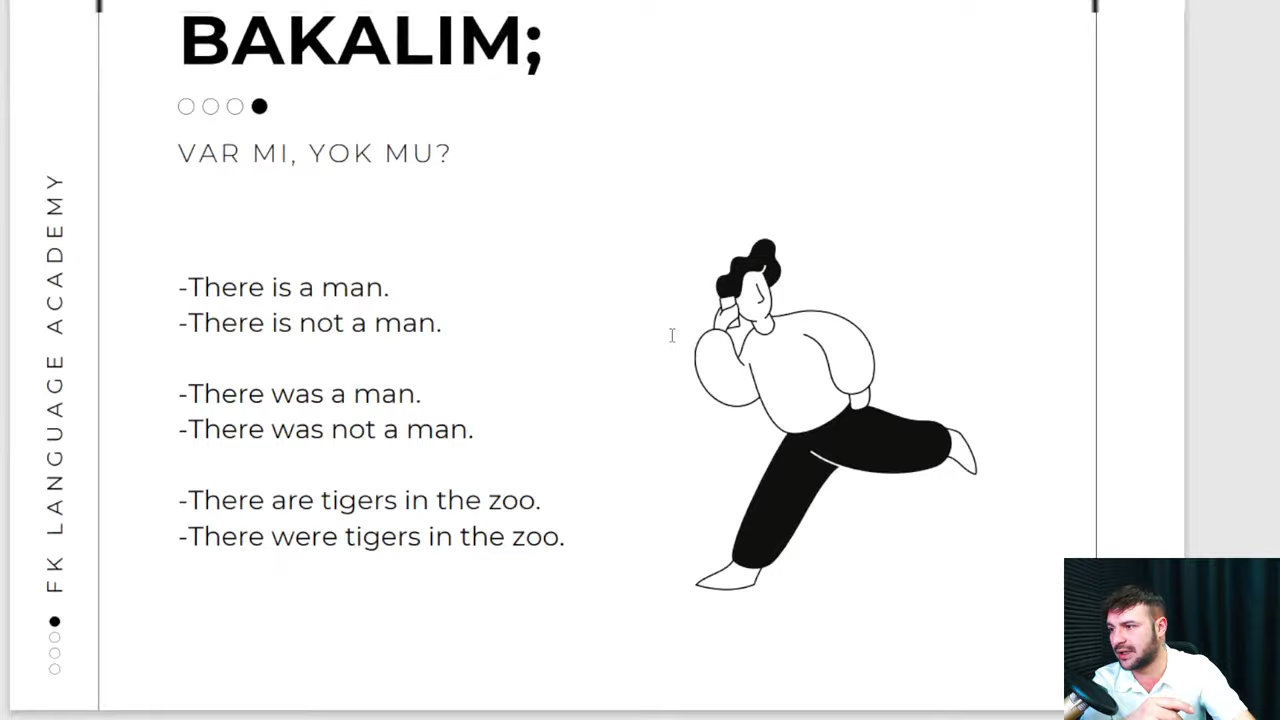 BAKALIM;
VAR MI, YOK MU?
FK LANGUAGE ACADEMY
-There is a man.
-There is not a man.
-There was a man.
-There was not a man.
-There are tigers in the zoo.
-There were tigers in the zoo.